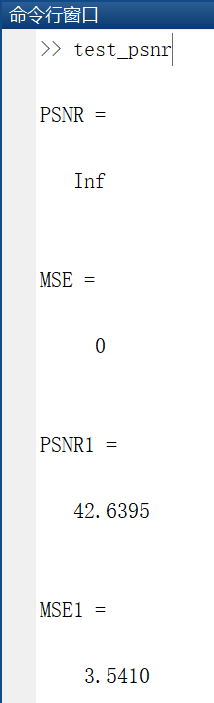 命令行窗口
>> test_psnr
PSNR =
Inf
MSE =
0
PSNR1 =
42.6395
MSE1 =
3.5410